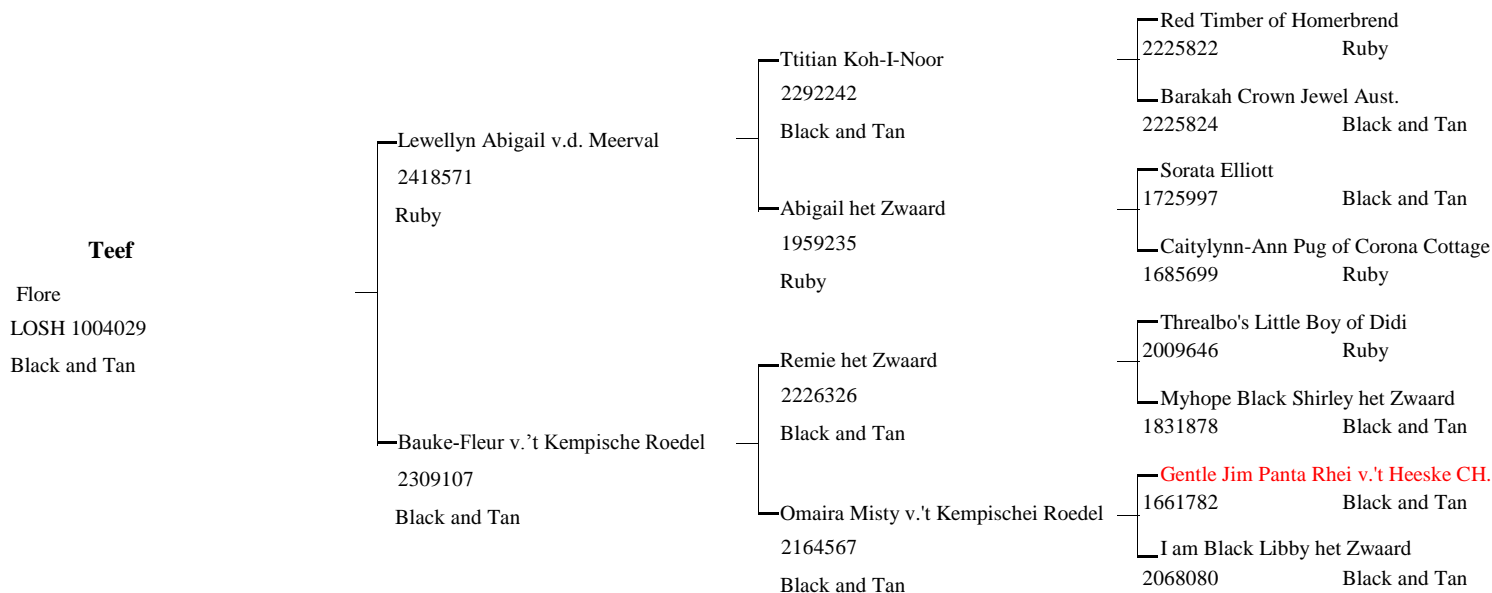 Teef
Flore
LOSH 1004029
Black and Tan
Lewellyn Abigail v.d. Meerval
2418571
Ruby
Bauke-Fleur v.’t Kempische Roedel
2309107
Black and Tan
Ttitian Koh-I-Noor
2292242
Black and Tan
Abigail het Zwaard
1959235
Ruby
Remie het Zwaard
2226326
Black and Tan
Omaira Misty v.'t Kempischei Roedel
2164567
Black and Tan
Red Timber of Homerbrend
2225822 Ruby
Barakah Crown Jewel Aust.
2225824 Black and Tan
Sorata Elliott
1725997 Black and Tan
Caitylynn-Ann Pug of Corona Cottage
1685699 Ruby
Threalbo's Little Boy of Didi
2009646 Ruby
Myhope Black Shirley het Zwaard
1831878 Black and Tan
Gentle Jim Panta Rhei v.'t Heeske CH.
1661782 Black and Tan
I am Black Libby het Zwaard
2068080 Black and Tan